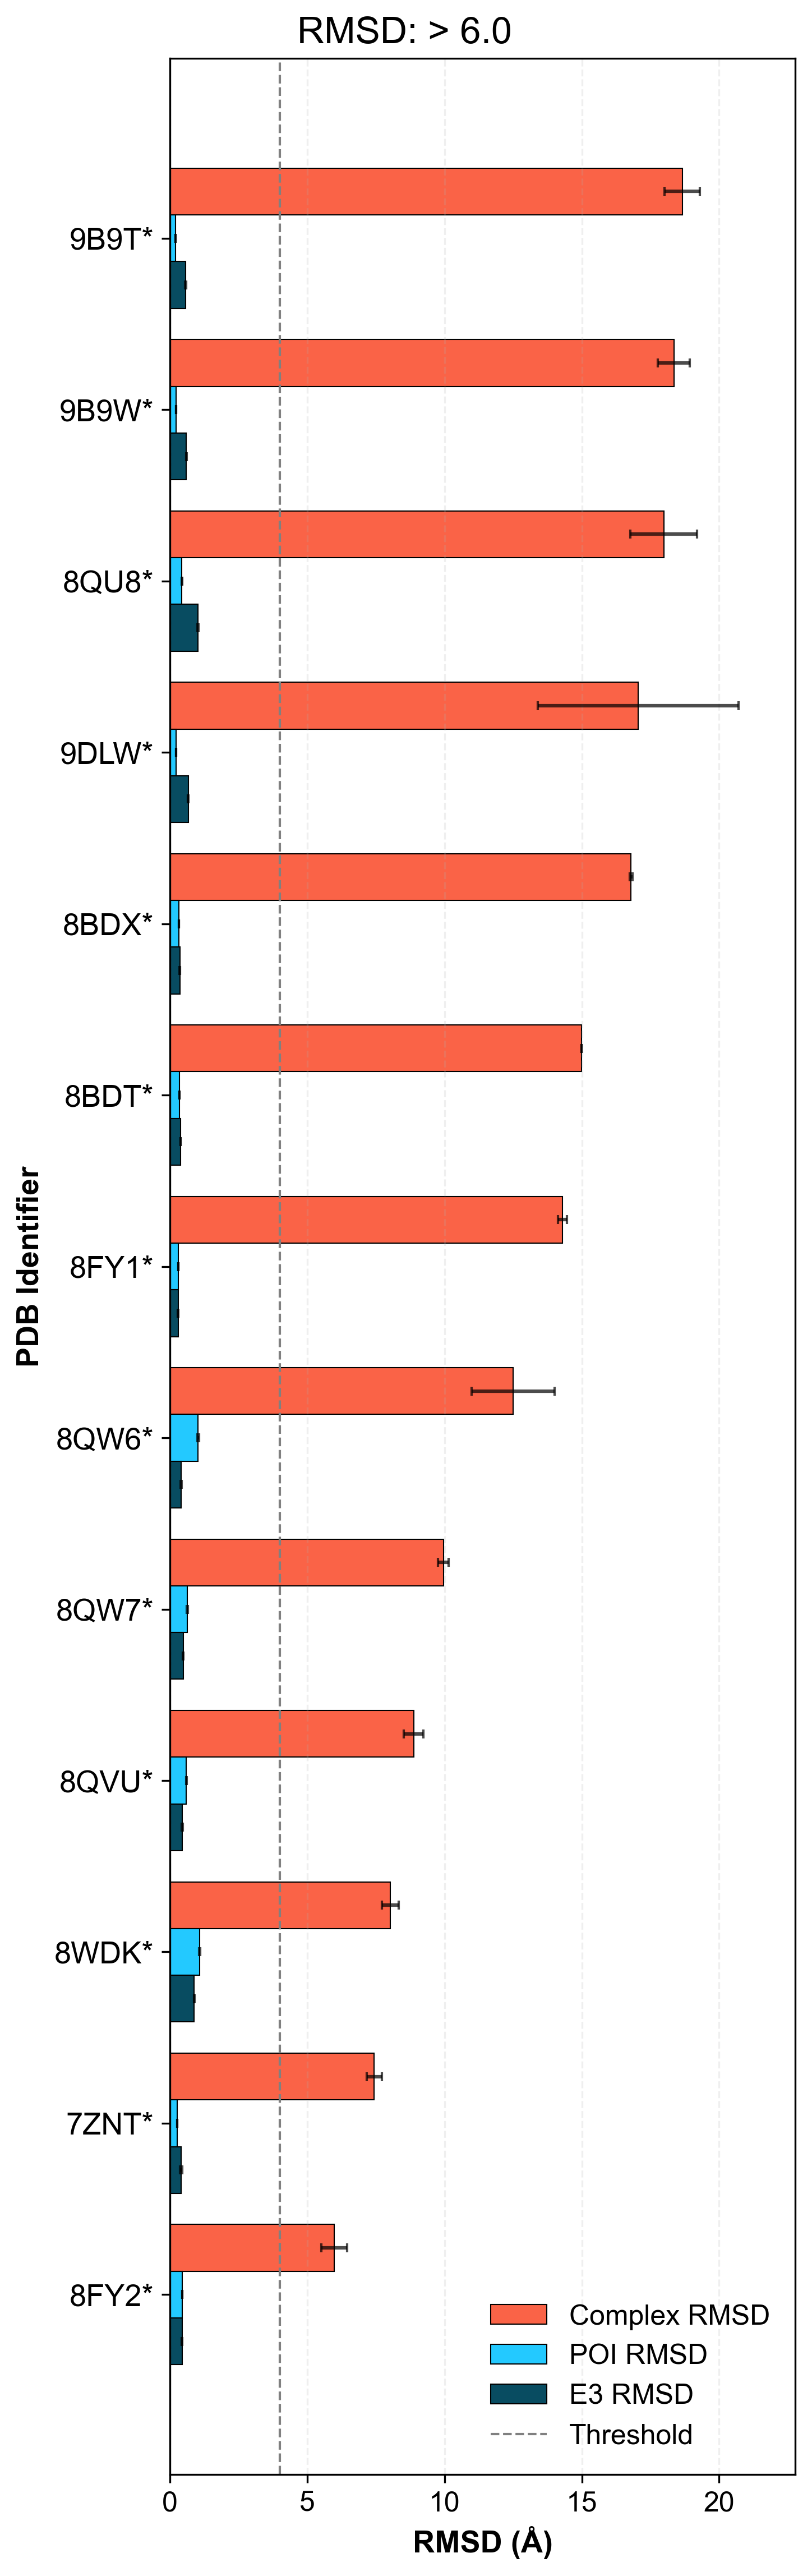 RMSD: > 6.0
9B9T*
9B9W*
8QU8*
9DLW*
8BDX*
8BDT*
8FY1*
8QW6*
8QW7*
8QVU*
8WDK*
7ZNT*
8FY2*
PDB Identifier
Complex RMSD
POI RMSD
E3 RMSD
Threshold
0 5 10 15 20
RMSD (Å)